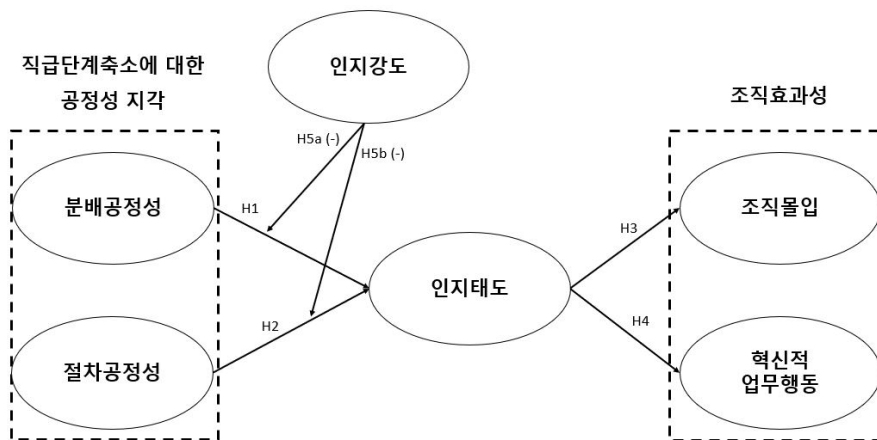 직급단계축소에 대한
공정성 지각
인지강도
조직효과성
H5a (-)
H5b (-)
분배공정성
H1
조직몰입
H3
인지태도
H2
H4
절차공정성
혁신적
업무행동